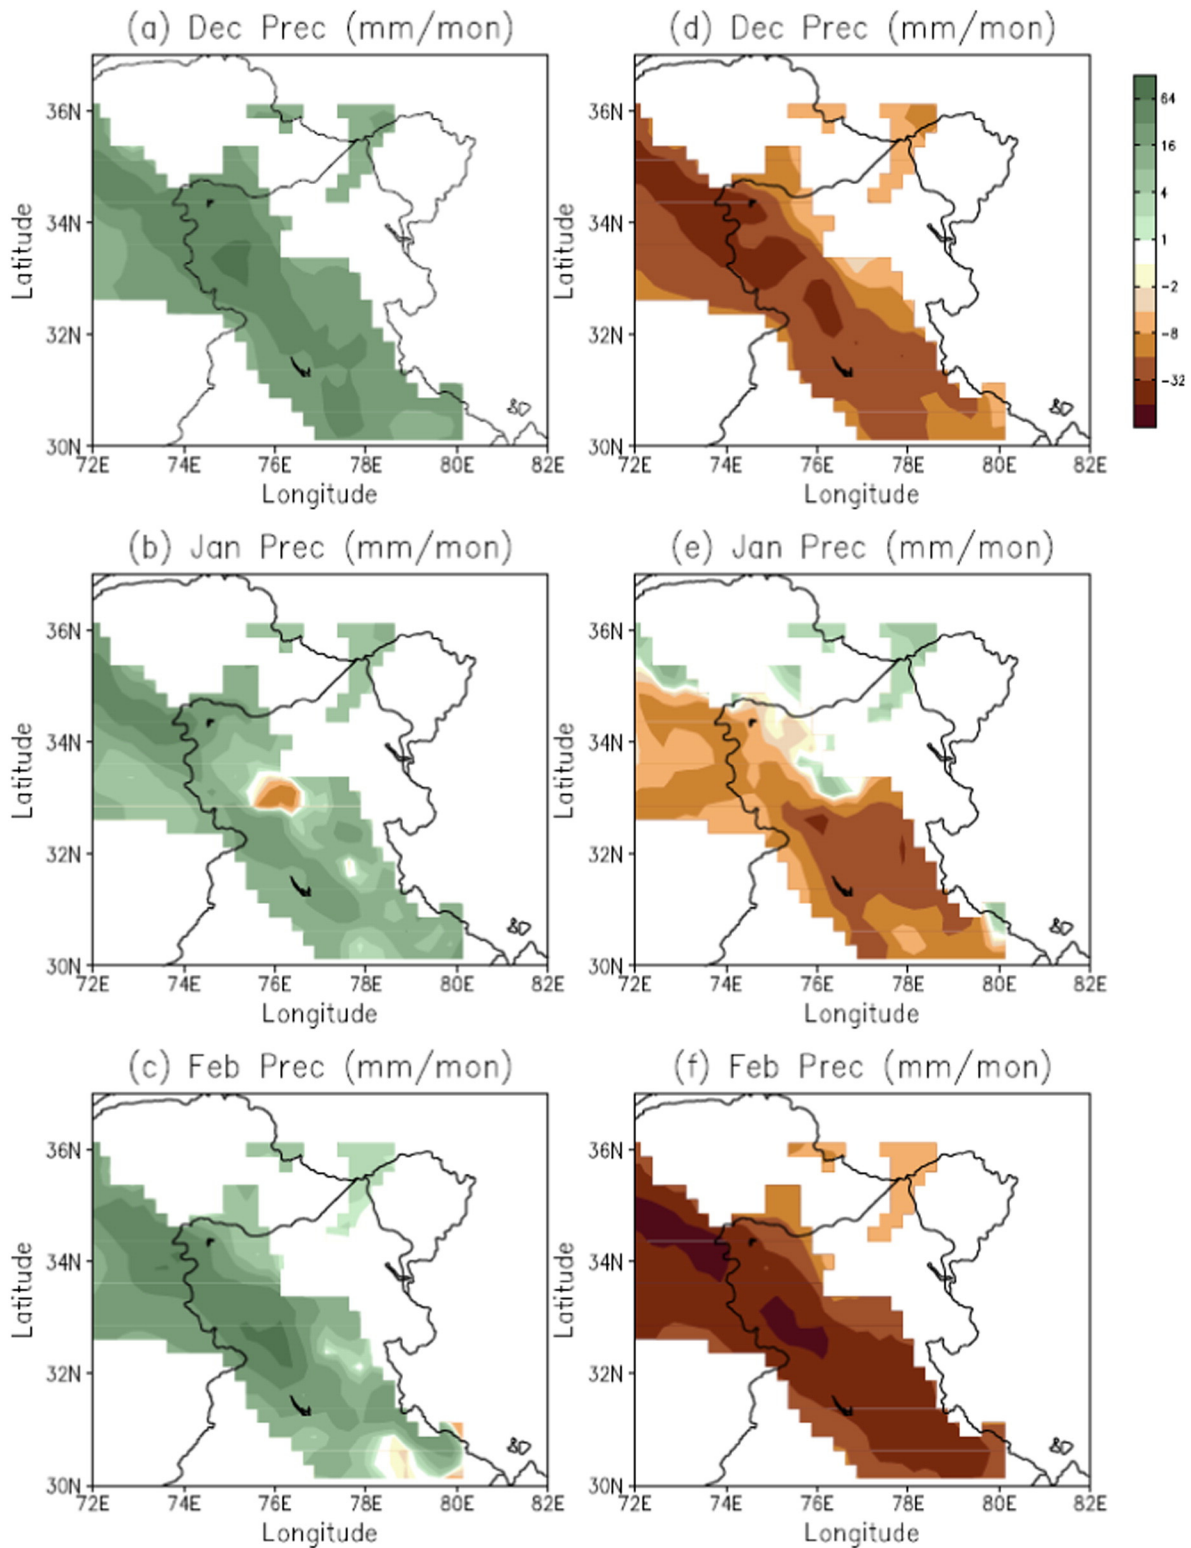 (a) Dec Prec (mm/mon)
36N
34N
32N
30N
Latitude
72E 74E 76E 78E 80E 82E
Longitude
(d) Dec Prec (mm/mon)
36N
34N
32N
30N
Latitude
72E 74E 76E 78E 80E 82E
Longitude
64
16
4
1
-2
-8
-32
(b) Jan Prec (mm/mon)
36N
34N
32N
30N
Latitude
72E 74E 76E 78E 80E 82E
Longitude
(e) Jan Prec (mm/mon)
36N
34N
32N
30N
Latitude
72E 74E 76E 78E 80E 82E
Longitude
(c) Feb Prec (mm/mon)
36N
34N
32N
30N
Latitude
72E 74E 76E 78E 80E 82E
Longitude
(f) Feb Prec (mm/mon)
36N
34N
32N
30N
Latitude
72E 74E 76E 78E 80E 82E
Longitude